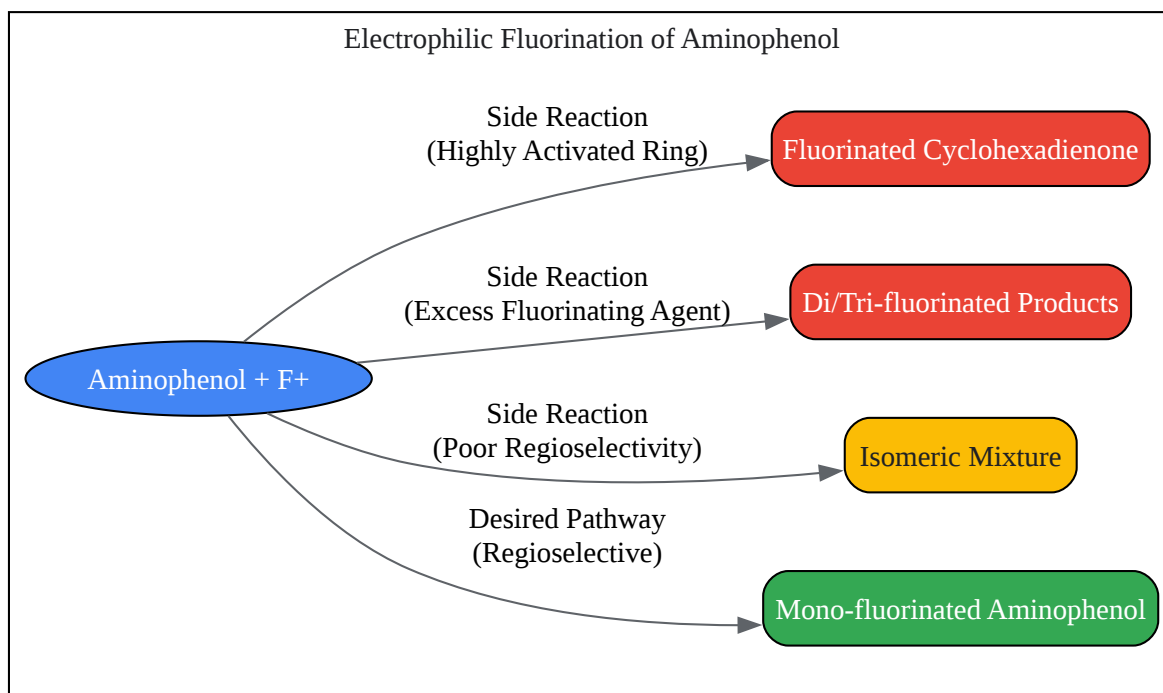 Electrophilic Fluorination of Aminophenol
Side Reaction
(Highly Activated Ring)
Fluorinated Cyclohexadienone
Side Reaction
(Excess Fluorinating Agent)
Di/Tri-fluorinated Products
Aminophenol + F+
Side Reaction
(Poor Regioselectivity)
Isomeric Mixture
Desired Pathway
(Regioselective)
Mono-fluorinated Aminophenol